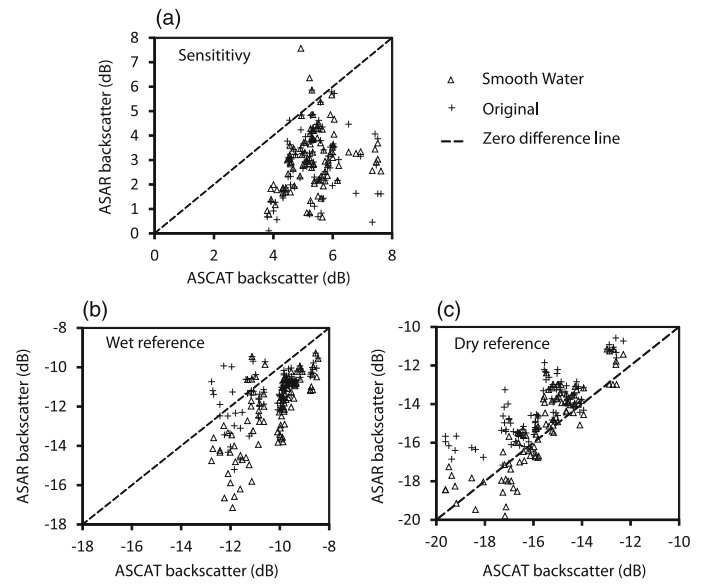 (a)
8
7
6
5
4
3
2
1
0
Sensititivy
ASAR backscatter (dB)
0 2 4 6 8
ASCAT backscatter (dB)
Smooth Water
Original
Zero difference line
(b)
-8
-10
-12
-14
-16
-18
Wet reference
ASAR backscatter (dB)
-18 -16 -14 -12 -10 -8
ASCAT backscatter (dB)
(c)
-10
-12
-14
-16
-18
-20
Dry reference
ASAR backscatter (dB)
-20 -18 -16 -14 -12 -10
ASCAT backscatter (dB)